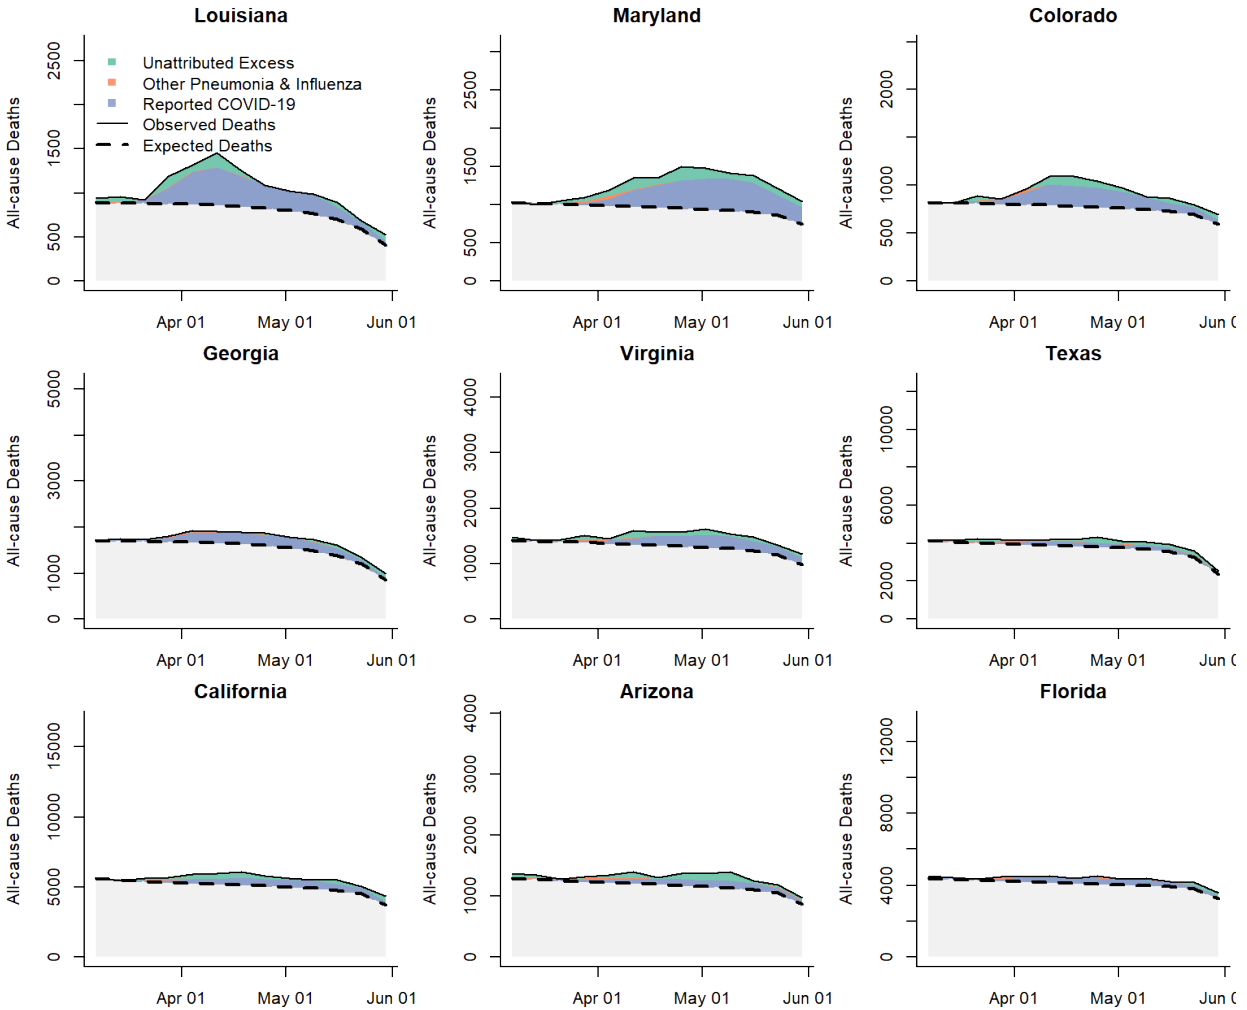 Louisiana
All-cause Deaths
0
500
1500
2500
Unattributed Excess
Other Pneumonia & Influenza
Reported COVID-19
Observed Deaths
Expected Deaths
Apr 01
May 01
Jun 01
Maryland
All-cause Deaths
0
500
1500
2500
Apr 01
May 01
Jun 01
Colorado
All-cause Deaths
0
500
1000
2000
Apr 01
May 01
Jun 0
Georgia
All-cause Deaths
0
1000
3000
5000
Apr 01
May 01
Jun 01
Virginia
All-cause Deaths
0
1000
2000
3000
4000
Apr 01
May 01
Jun 01
Texas
All-cause Deaths
0
2000
6000
10000
Apr 01
May 01
Jun 0
California
All-cause Deaths
0
5000
10000
15000
Apr 01
May 01
Jun 01
Arizona
All-cause Deaths
0
1000
2000
3000
4000
Apr 01
May 01
Jun 01
Florida
All-cause Deaths
0
4000
8000
12000
Apr 01
May 01
Jun 0